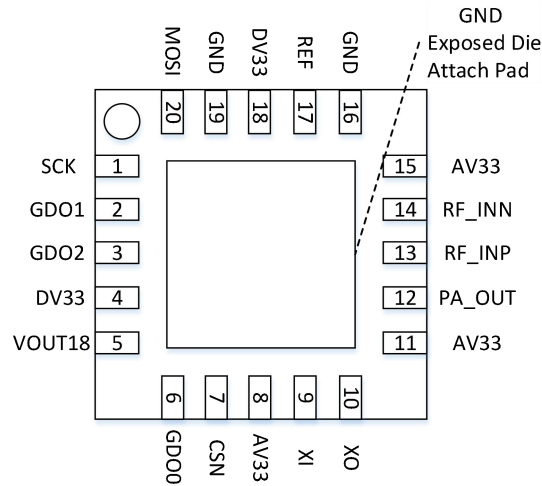 GND
Exposed Die
Attach Pad
MOSI GND DV33 REF GND
20 19 18 17 16
SCK 1 15 AV33
GDO1 2 14 RF_INN
GDO2 3 13 RF_INP
DV33 4 12 PA_OUT
VOUT18 5 11 AV33
6 7 8 9 10
GDO0 CSN AV33 XI XO